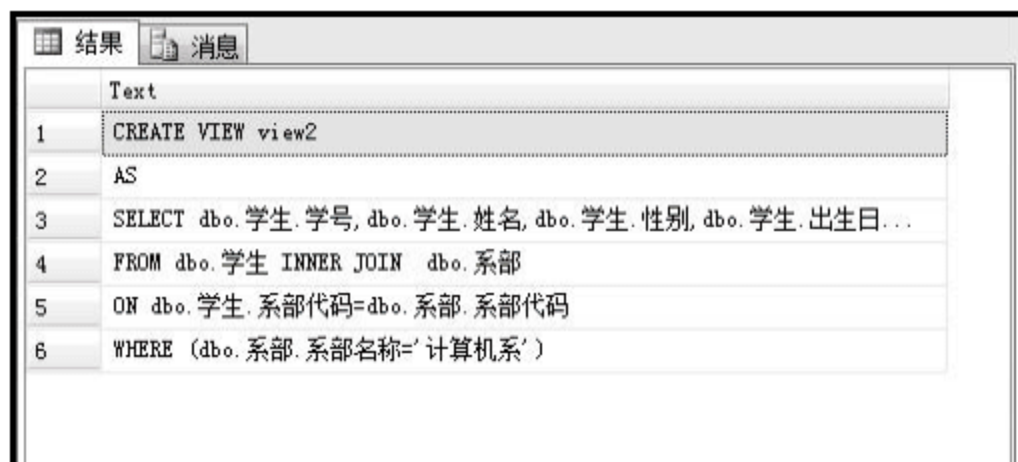 结果 消息
Text
1 CREATE VIEW view2
2 AS
3 SELECT dbo.学生.学号,dbo.学生.姓名,dbo.学生.性别,dbo.学生.出生日...
4 FROM dbo.学生 INNER JOIN  dbo.系部
5 ON dbo.学生.系部代码=dbo.系部.系部代码
6 WHERE (dbo.系部.系部名称='计算机系')